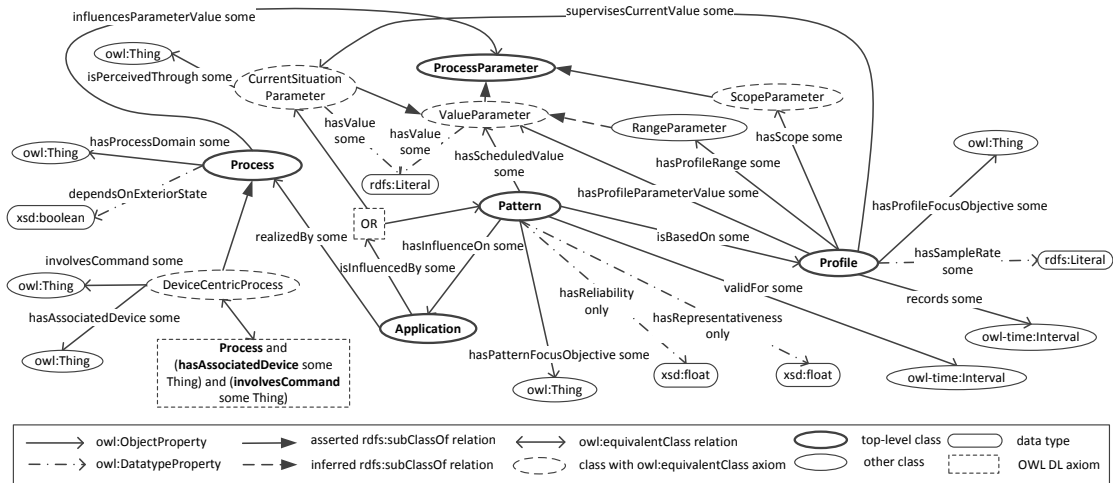 influencesParameterValue some
supervisesCurrentValue some
owl:Thing
isPerceivedThrough some
CurrentSituation
Parameter
ProcessParameter
ScopeParameter
ValueParameter
RangeParameter
hasValue
some
hasValue
some
hasScope some
owl:Thing
hasProcessDomain some
owl:Thing
Process
hasScheduledValue
some
hasProfileRange some
rdfs:Literal
dependsOnExteriorState
hasProfileParameterValue some
xsd:boolean
Pattern
hasProfileFocusObjective some
OR
realizedBy some
hasInfluenceOn some
isBasedOn some
Profile
hasSampleRate
some
rdfs:Literal
involvesCommand some
isInfluencedBy some
owl:Thing
DeviceCentricProcess
hasReliability
only
validFor some
records some
hasRepresentativeness
only
hasAssociatedDevice some
Application
owl-time:Interval
owl:Thing
Process and
(hasAssociatedDevice some
Thing) and (involvesCommand
some Thing)
hasPatternFocusObjective some
owl:Thing
xsd:float
xsd:float
owl-time:Interval
owl:ObjectProperty
asserted rdfs:subClassOf relation
owl:equivalentClass relation
top-level class
data type
owl:DatatypeProperty
inferred rdfs:subClassOf relation
class with owl:equivalentClass axiom
other class
OWL DL axiom